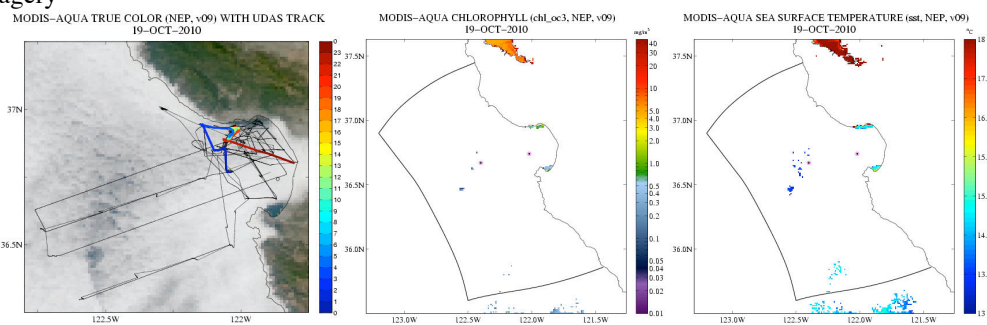 agery
MODIS-AQUA TRUE COLOR (NEP, v09) WITH UDAS TRACK
19-OCT-2010
37N
36.5N
122.5W
122W
0
23
22
21
20
19
18
17
16
15
14
13
12
11
10
9
8
7
6
5
4
3
2
1
0
MODIS-AQUA CHLOROPHYLL (chl_oc3, NEP, v09)
19-OCT-2010
37.5N
37.0N
36.5N
36.0N
123.0W
122.5W
122.0W
121.5W
mg/m³
40
30
20
10
5.0
4.0
3.0
2.0
1.0
0.5
0.4
0.3
0.2
0.1
0.05
0.04
0.03
0.02
0.01
MODIS-AQUA SEA SURFACE TEMPERATURE (sst, NEP, v09)
19-OCT-2010
37.5N
37.0N
36.5N
36.0N
123.0W
122.5W
122.0W
121.5W
°C
18
17.
16.
15.
14.
13.
13